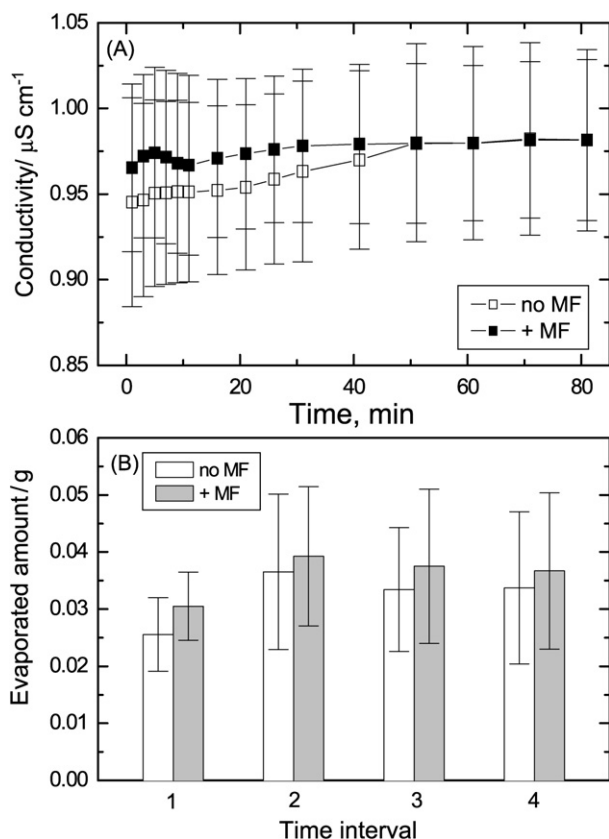 (A)
1.05
1.00
0.95
0.90
0.85
Conductivity/ μS cm⁻¹
no MF
+ MF
0 20 40 60 80
Time, min
(B)
0.06
0.05
0.04
0.03
0.02
0.01
0.00
Evaporated amount/g
no MF
+ MF
1 2 3 4
Time interval